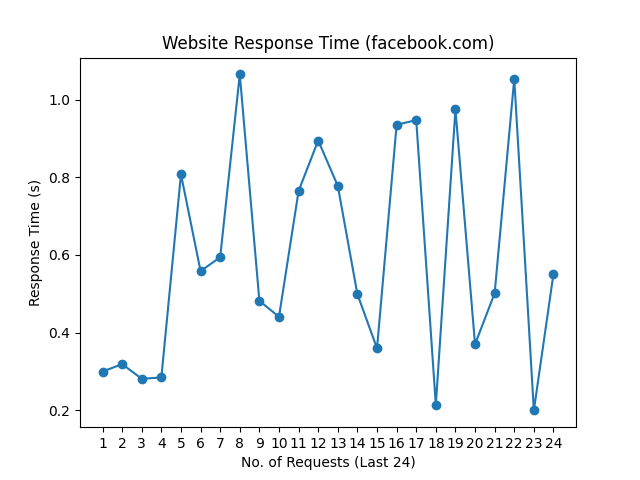 Website Response Time (facebook.com)
Response Time (s)
1.0
0.8
0.6
0.4
0.2
1 2 3 4 5 6 7 8 9 10 11 12 13 14 15 16 17 18 19 20 21 22 23 24
No. of Requests (Last 24)